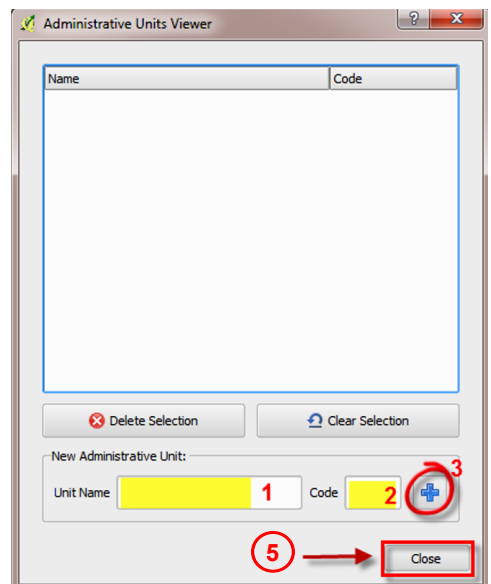 Administrative Units Viewer ?
Name Code
Delete Selection Clear Selection
New Administrative Unit:
3
Unit Name 1 Code 2
5 Close